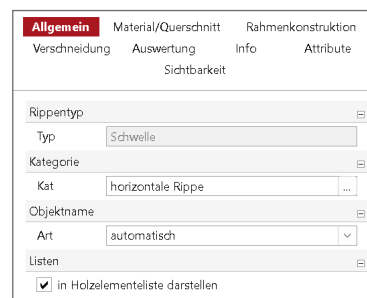 Allgemein Material/Querschnitt Rahmenkonstruktion
Verschneidung Auswertung Info Attribute
Sichtbarkeit
Rippentyp
Typ Schwelle
Kategorie
Kat horizontale Rippe ...
Objektname
Art automatisch
Listen
in Holzelementeliste darstellen